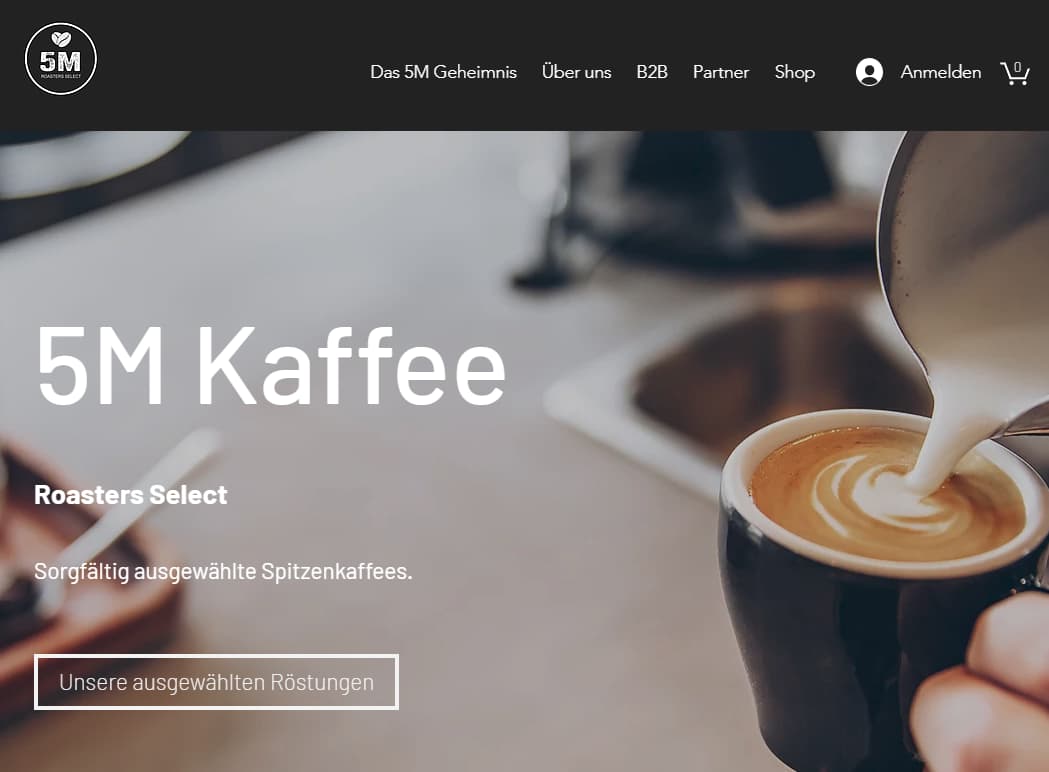 5M
ROASTERS SELECT
Das 5M Geheimnis Über uns B2B Partner Shop Anmelden 0
5M Kaffee
Roasters Select
Sorgfältig ausgewählte Spitzenkaffees.
Unsere ausgewählten Röstungen